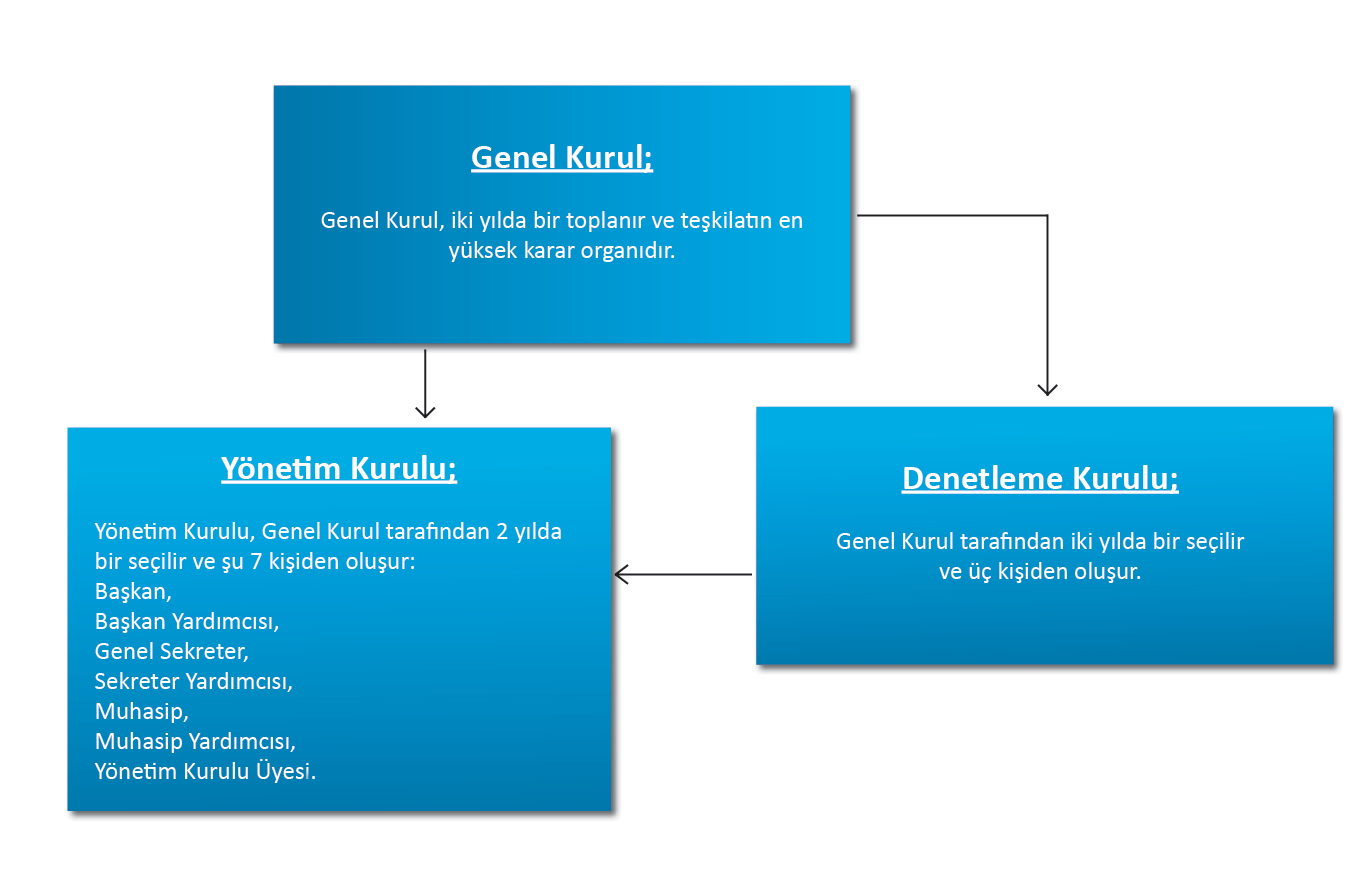 Genel Kurul;
Genel Kurul, iki yılda bir toplanır ve teşkilatın en
yüksek karar organıdır.
Yönetim Kurulu;
Yönetim Kurulu, Genel Kurul tarafından 2 yılda
bir seçilir ve şu 7 kişiden oluşur:
Başkan,
Başkan Yardımcısı,
Genel Sekreter,
Sekreter Yardımcısı,
Muhasip,
Muhasip Yardımcısı,
Yönetim Kurulu Üyesi.
Denetleme Kurulu;
Genel Kurul tarafından iki yılda bir seçilir
ve üç kişiden oluşur.